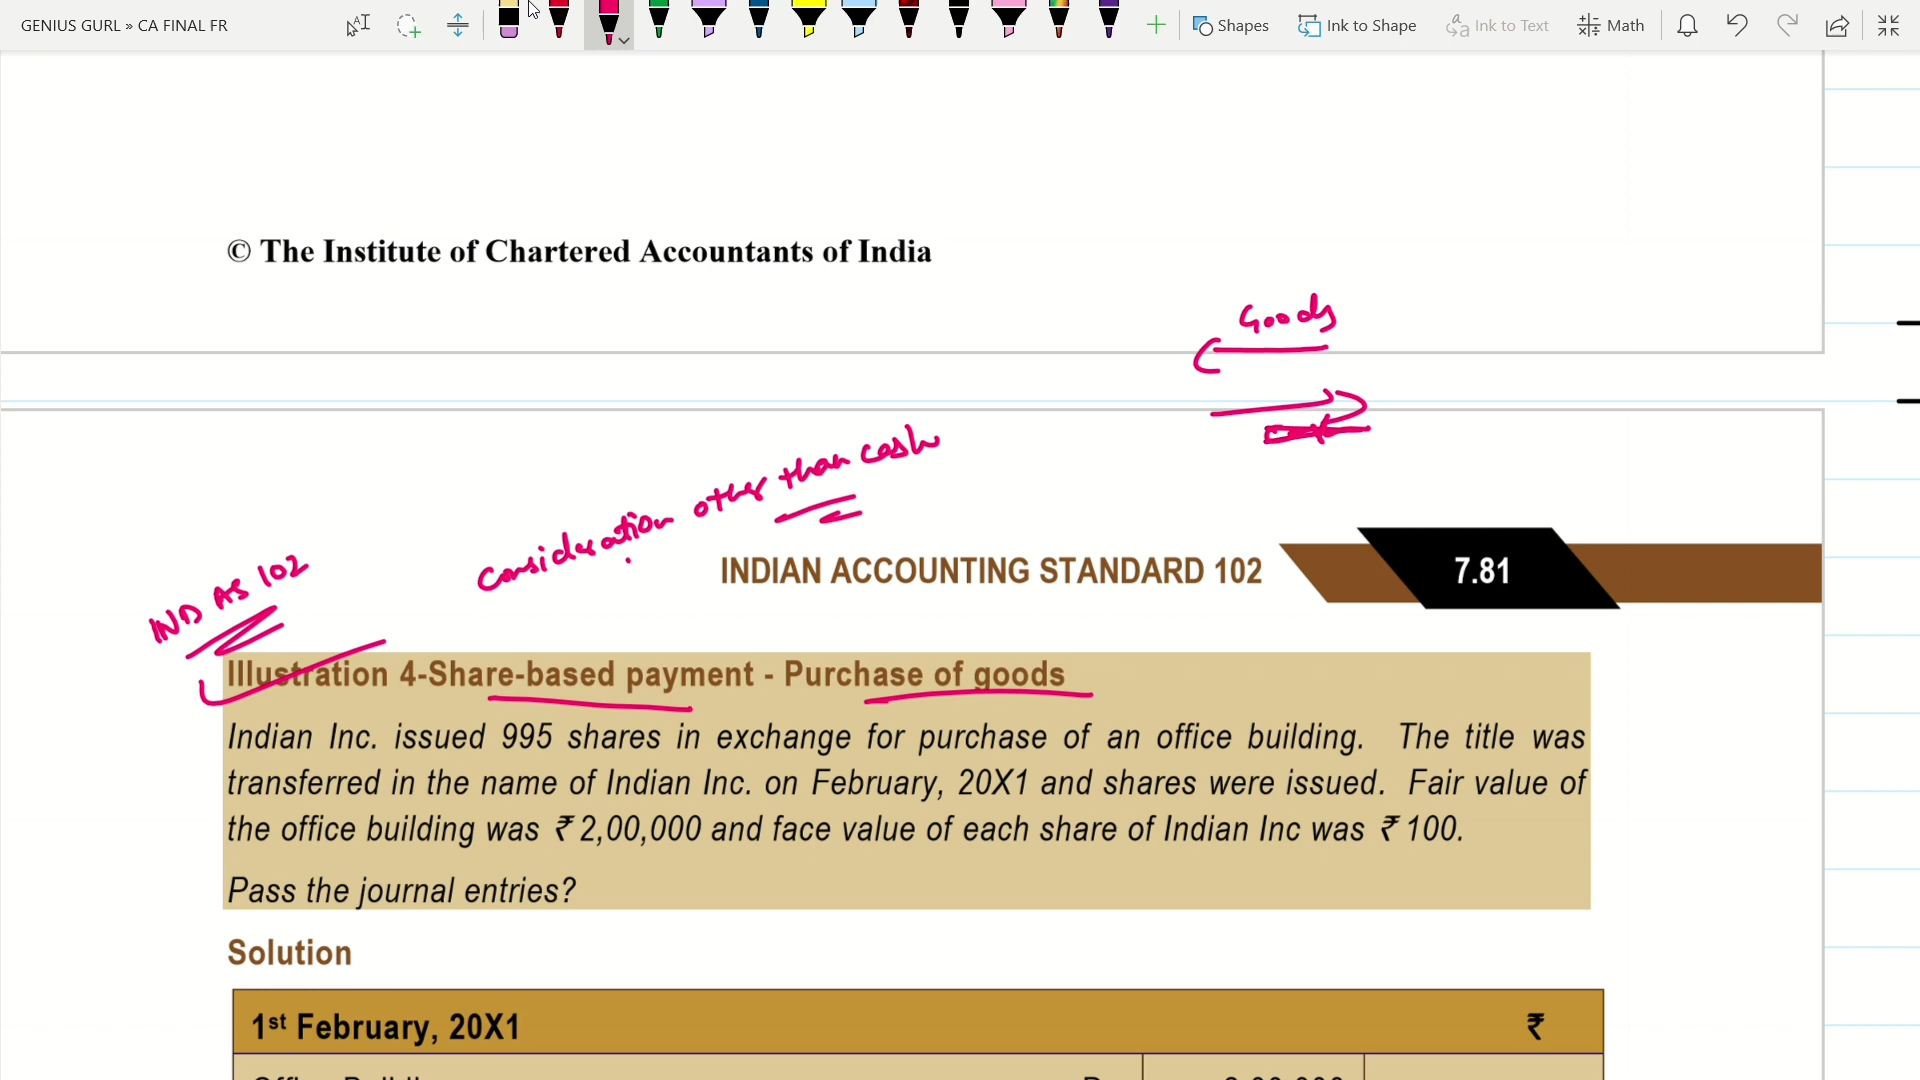 GENIUS GURL » CA FINAL FR
Shapes
Ink to Shape
Ink to Text
Math
© The Institute of Chartered Accountants of India
Goods
Consideration other than cash
IND AS 102
INDIAN ACCOUNTING STANDARD 102
7.81
Illustration 4-Share-based payment - Purchase of goods
Indian Inc. issued 995 shares in exchange for purchase of an office building. The title was
transferred in the name of Indian Inc. on February, 20X1 and shares were issued. Fair value of
the office building was ₹ 2,00,000 and face value of each share of Indian Inc was ₹ 100.
Pass the journal entries?
Solution
1st February, 20X1 ₹